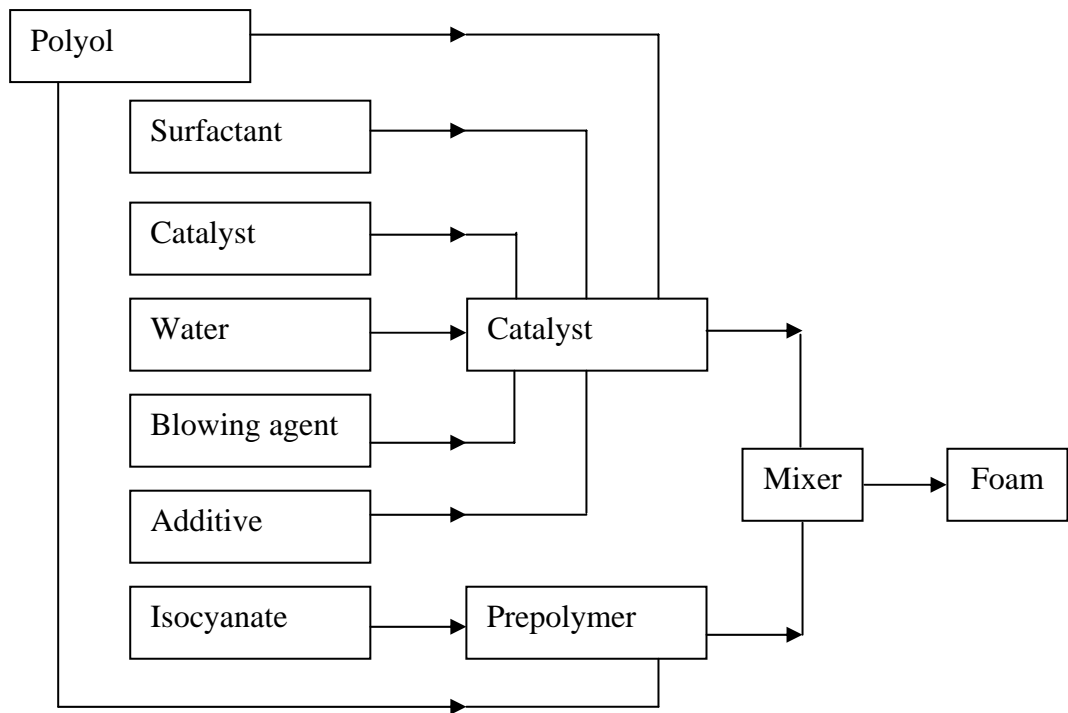 Polyol
Surfactant
Catalyst
Water
Catalyst
Blowing agent
Mixer
Foam
Additive
Isocyanate
Prepolymer